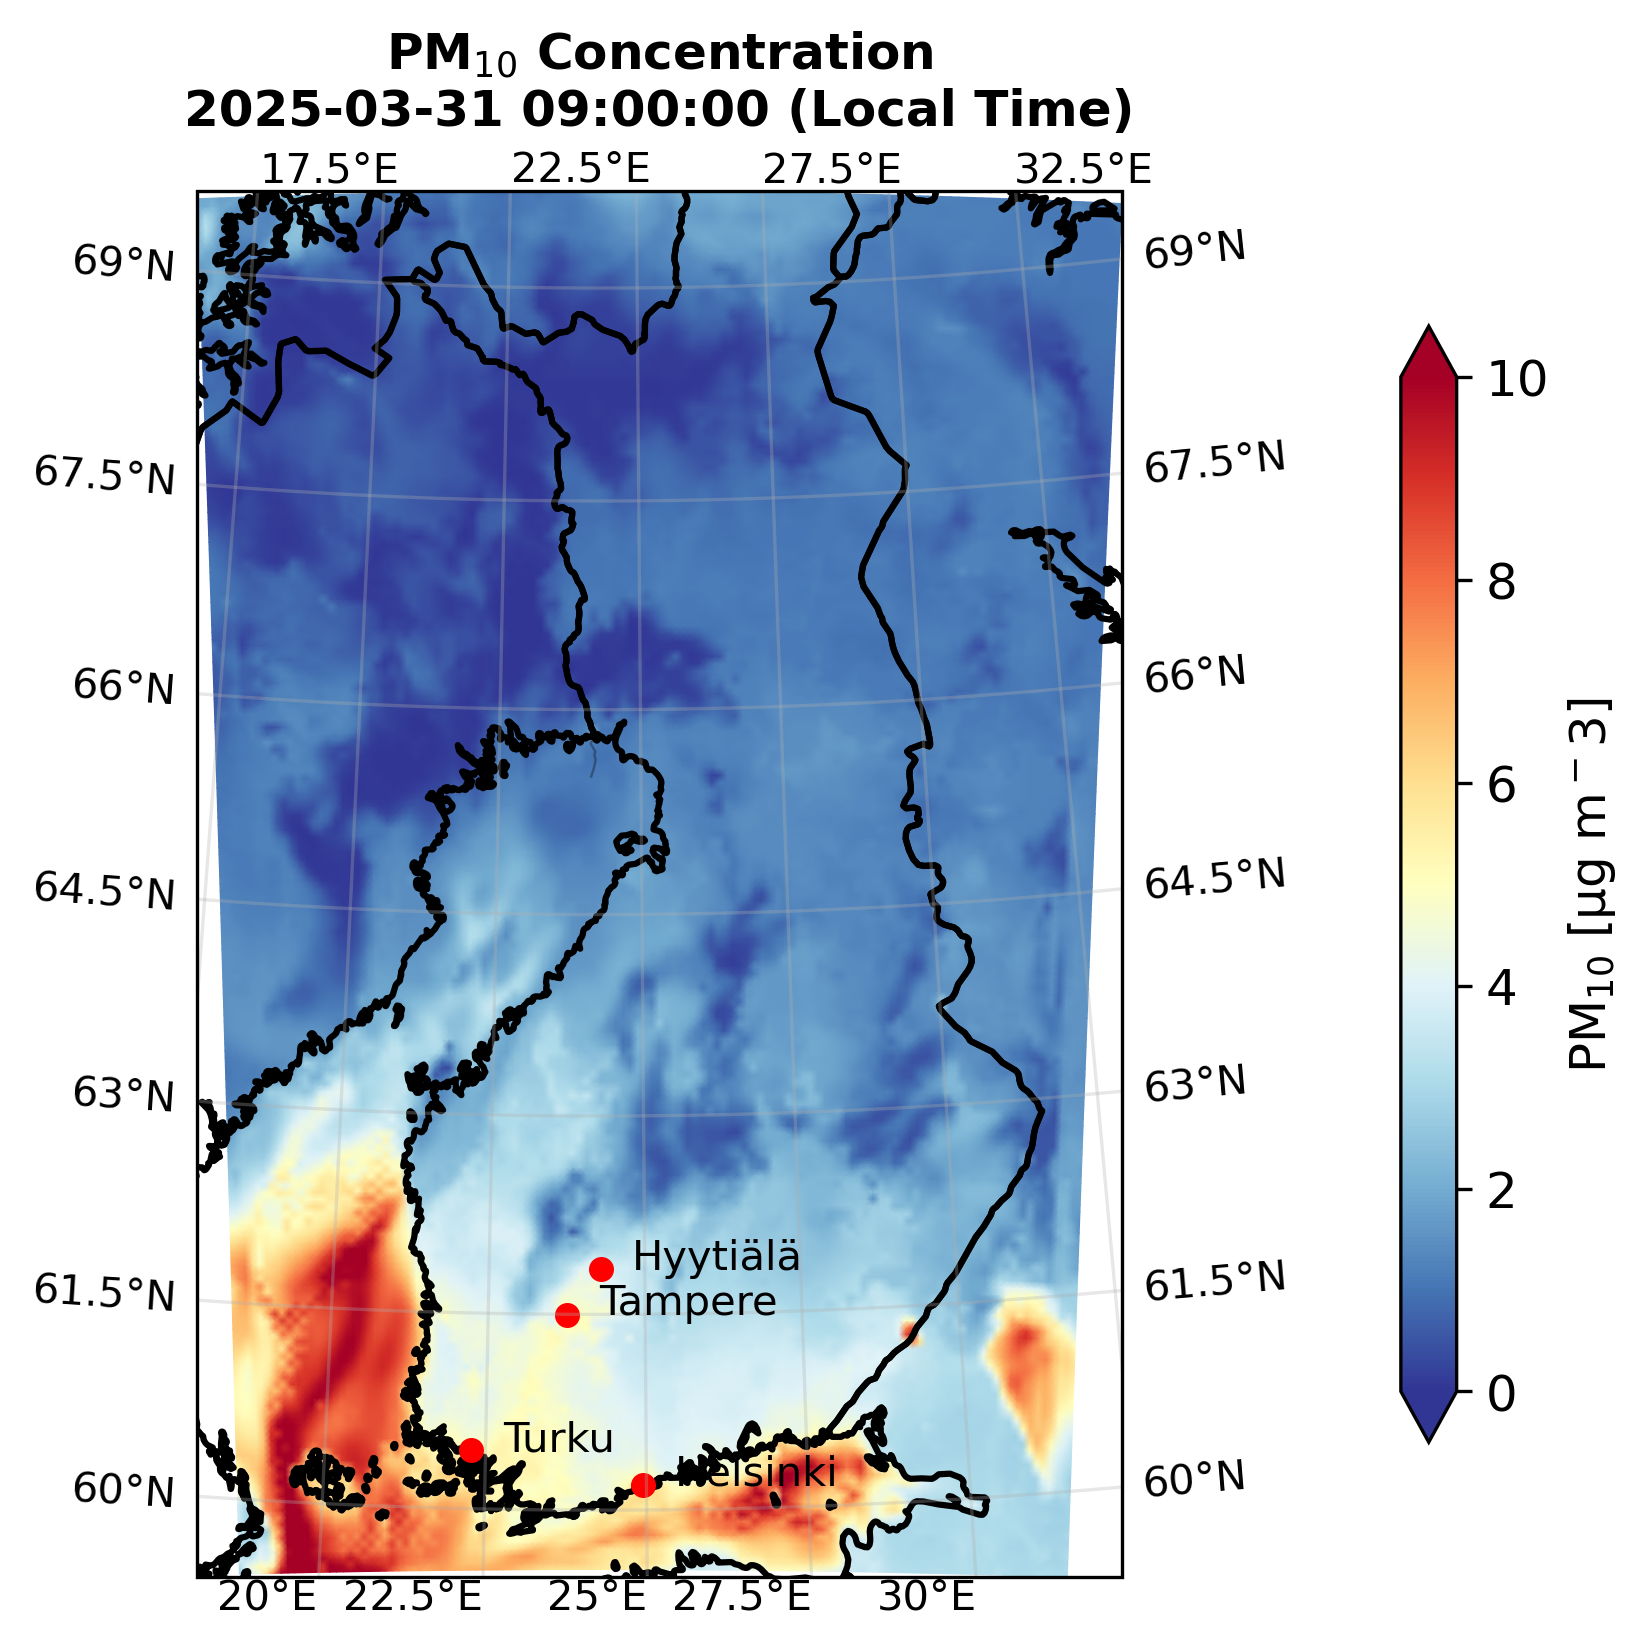 PM₁₀ Concentration
2025-03-31 09:00:00 (Local Time)
17.5°E 22.5°E 27.5°E 32.5°E
69°N 69°N
67.5°N 67.5°N
66°N 66°N
64.5°N 64.5°N
63°N 63°N
61.5°N 61.5°N
60°N 60°N
Hyytiälä
Tampere
Turku
Helsinki
20°E 22.5°E 25°E 27.5°E 30°E
10
8
6
4
2
0
PM₁₀ [µg m⁻3]